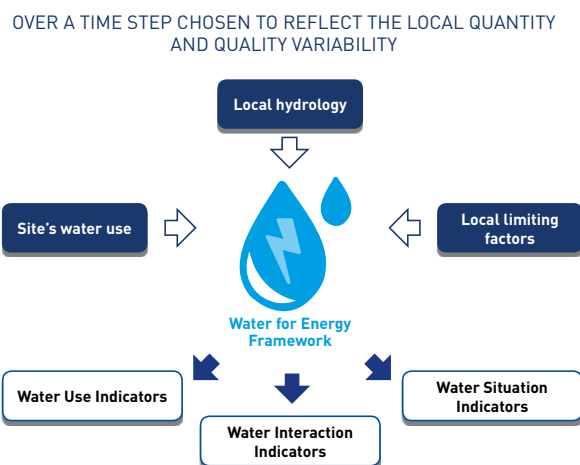 OVER A TIME STEP CHOSEN TO REFLECT THE LOCAL QUANTITY
AND QUALITY VARIABILITY
Local hydrology
Site's water use
Local limiting
factors
Water for Energy
Framework
Water Use Indicators
Water Interaction
Indicators
Water Situation
Indicators